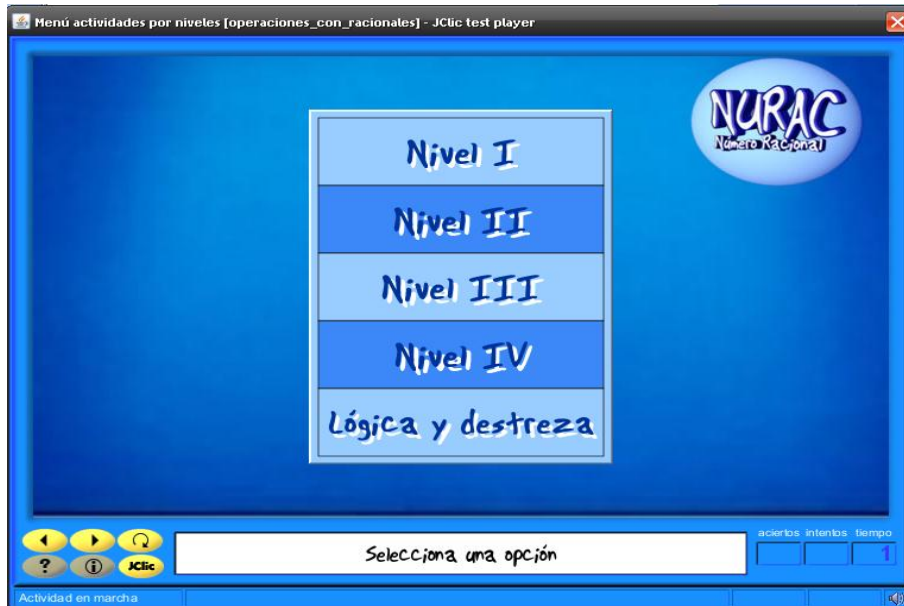 Menú actividades por niveles [operaciones_con_racionales] - JClic test player
NURAC
Número Racional
Nivel I
Nivel II
Nivel III
Nivel IV
Lógica y destreza
Selecciona una opción
aciertos intentos tiempo
1
? i JClic
Actividad en marcha